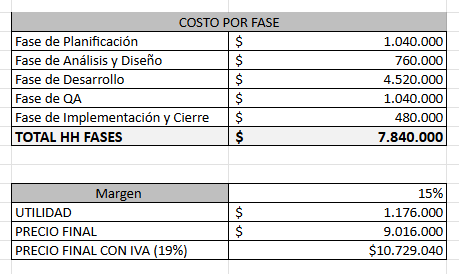 COSTO POR FASE
Fase de Planificación $ 1.040.000
Fase de Análisis y Diseño $ 760.000
Fase de Desarrollo $ 4.520.000
Fase de QA $ 1.040.000
Fase de Implementación y Cierre $ 480.000
TOTAL HH FASES $ 7.840.000
Margen 15%
UTILIDAD $ 1.176.000
PRECIO FINAL $ 9.016.000
PRECIO FINAL CON IVA (19%) $10.729.040